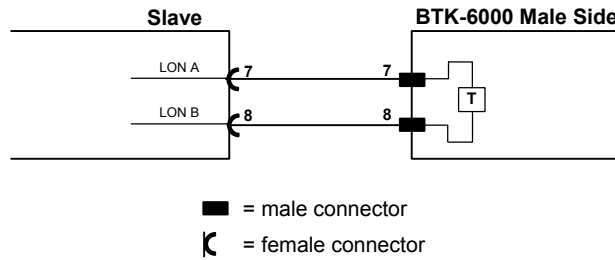 Slave
BTK-6000 Male Side
LON A
7
7
T
LON B
8
8
= male connector
= female connector